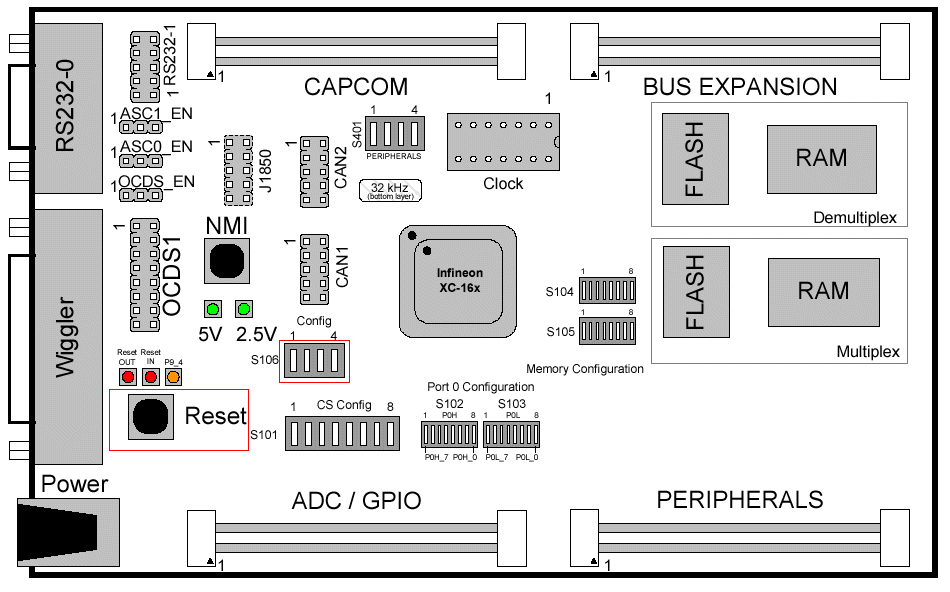 RS232-0
RS232-1
1
1
CAPCOM
1
BUS EXPANSION
1 ASC1_EN
1 ASC0_EN
1 OCDS_EN
1
J1850
1
CAN2
1 4
S401
PERIPHERALS
32 kHz
(bottom layer)
1
Clock
FLASH
RAM
Demultiplex
FLASH
RAM
Multiplex
Wiggler
1
OCDS1
NMI
5V 2.5V
1
CAN1
Infineon
XC-16x
1 8
S104
1 8
S105
Memory Configuration
Config
1 4
S106
Reset OUT
Reset IN
P9_4
Reset
1 CS Config 8
S101
Port 0 Configuration
S102 S103
1 P0H 8 1 P0L 8
P0H_7 P0H_0 P0L_7 P0L_0
Power
ADC / GPIO
1
PERIPHERALS
1